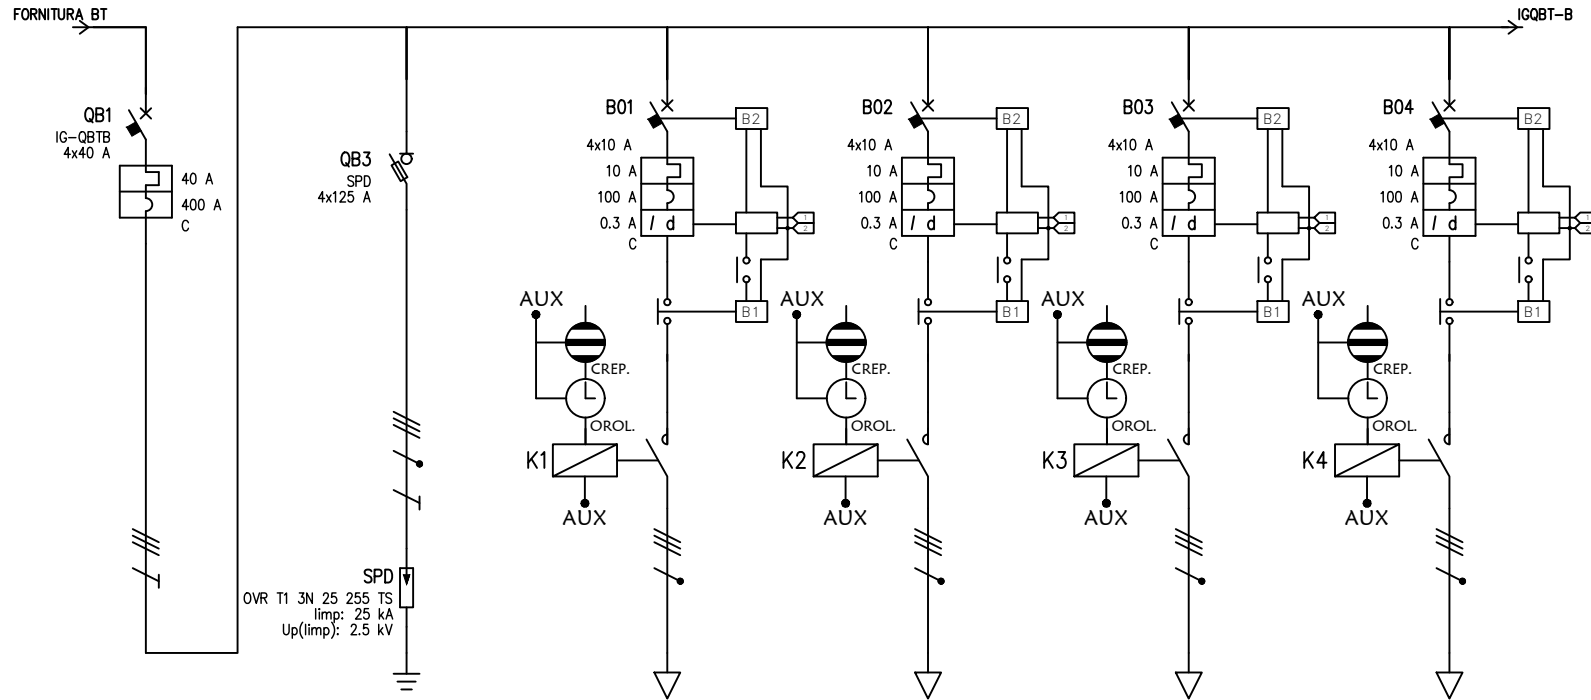 FORNITURA BT
IGQBT-B
QB1
IG-QBTB
4x40 A
40 A
400 A
C
QB3
SPD
4x125 A
SPD
OVR T1 3N 25 255 TS
Iimp: 25 kA
Up(Iimp): 2.5 kV
B01
4x10 A
10 A
100 A
0.3 A
I d
C
B2
1
2
B1
AUX
CREP.
OROL.
K1
AUX
B02
4x10 A
10 A
100 A
0.3 A
I d
C
B2
1
2
B1
AUX
CREP.
OROL.
K2
AUX
B03
4x10 A
10 A
100 A
0.3 A
I d
C
B2
1
2
B1
AUX
CREP.
OROL.
K3
AUX
B04
4x10 A
10 A
100 A
0.3 A
I d
C
B2
1
2
B1
AUX
CREP.
OROL.
K4
AUX